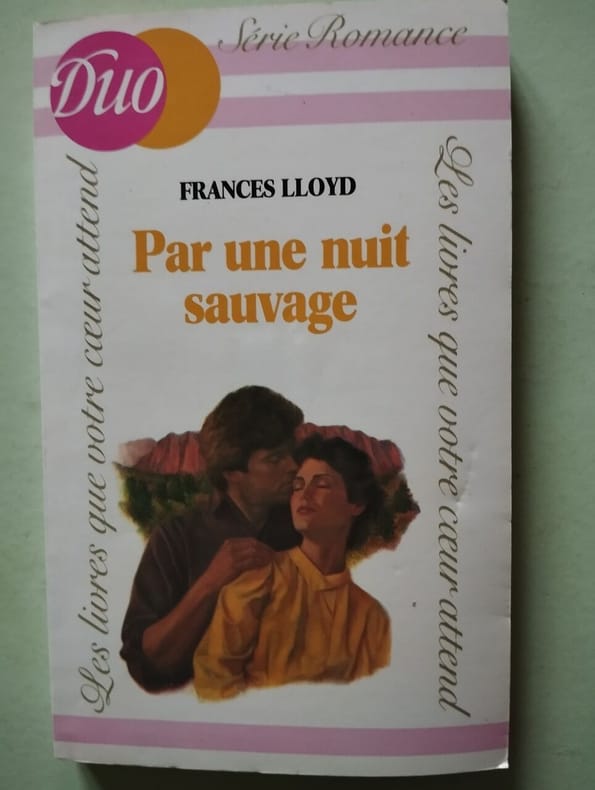 Duo
Série Romance
FRANCES LLOYD
Par une nuit
sauvage
Les livres que votre cœur attend
Les livres que votre cœur attend